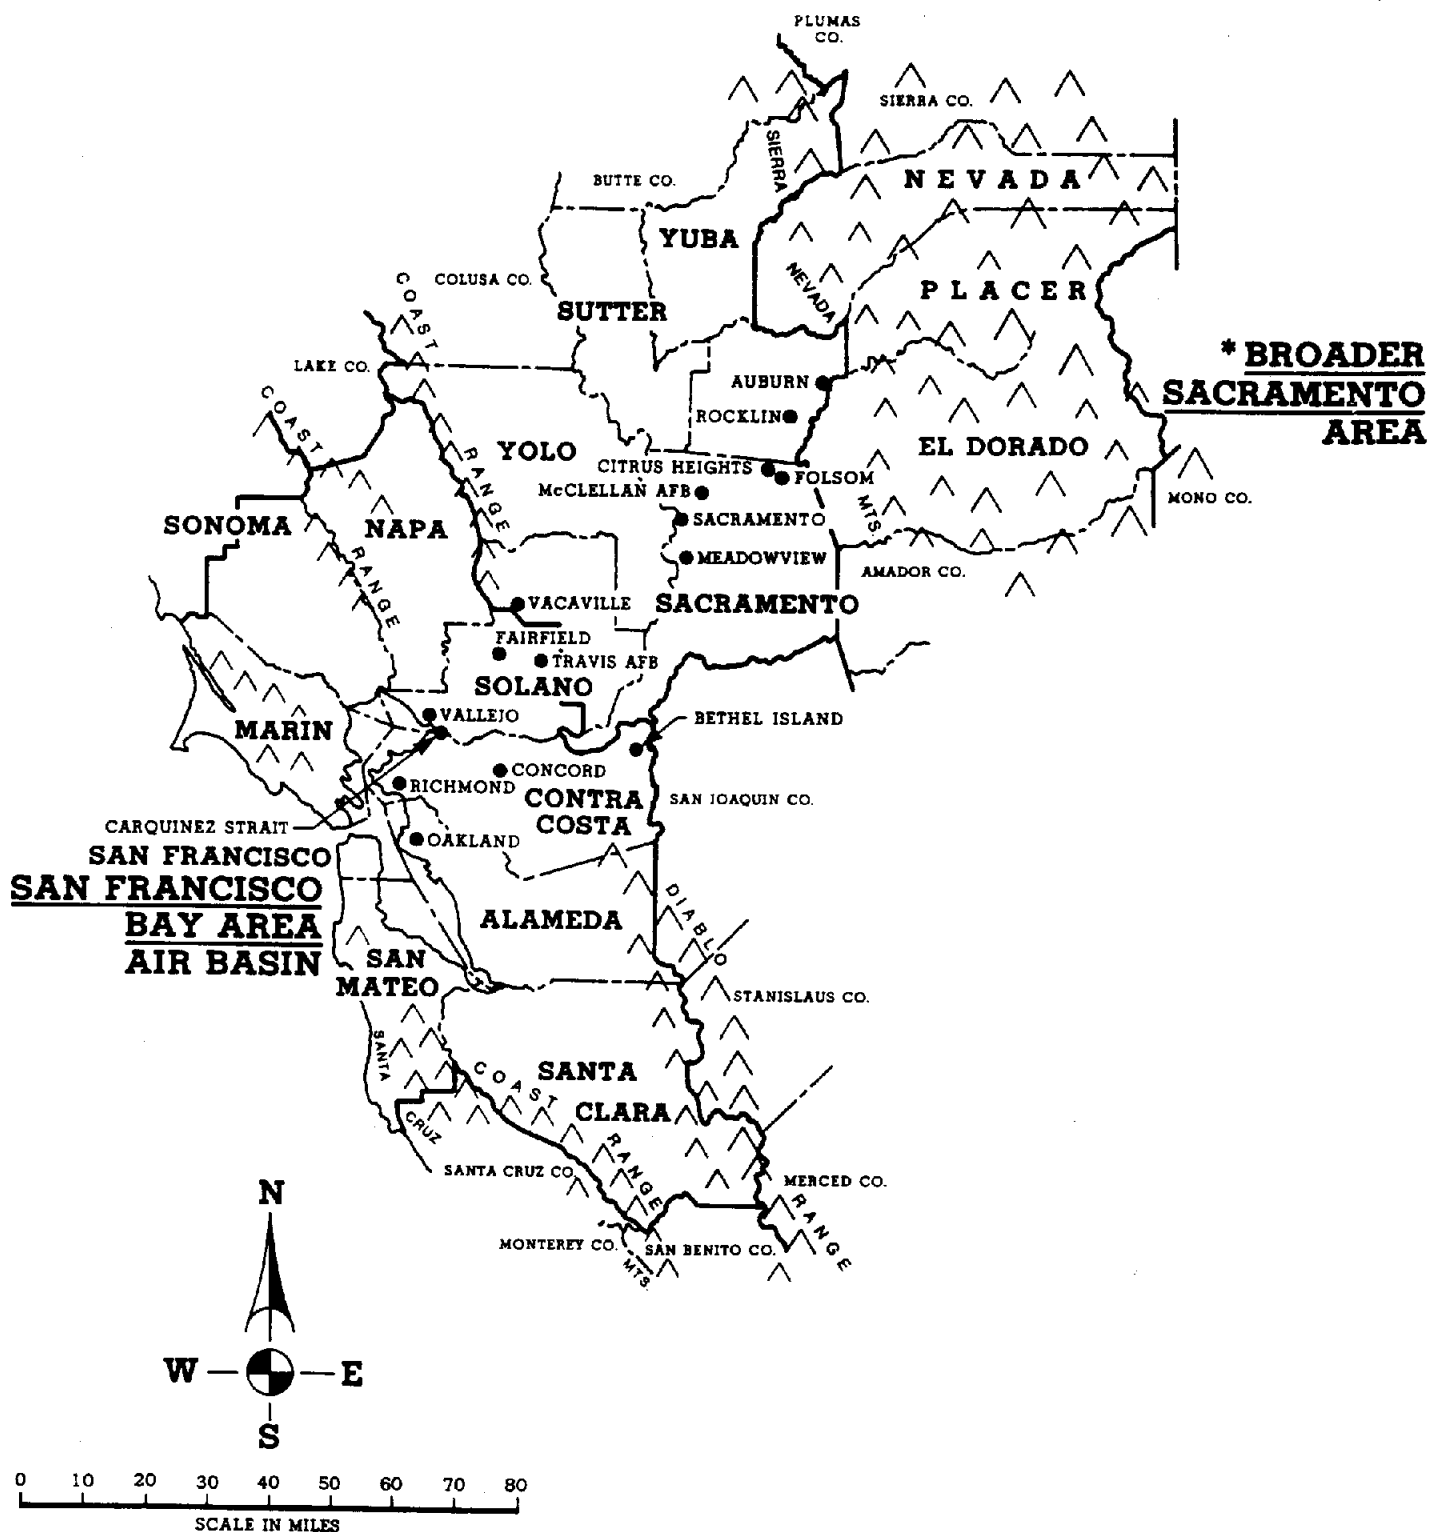 PLUMAS
CO.
SIERRA CO.
SIERRA
BUTTE CO.
NEVADA
YUBA
COLUSA CO.
COAST
NEVADA
PLACER
SUTTER
LAKE CO.
* BROADER
SACRAMENTO
AREA
AUBURN
ROCKLIN
COAST
RANGE
YOLO
EL DORADO
CITRUS HEIGHTS
FOLSOM
McCLELLAN AFB
MONO CO.
MTS.
SONOMA
NAPA
SACRAMENTO
RANGE
MEADOWVIEW
AMADOR CO.
VACAVILLE
SACRAMENTO
FAIRFIELD
TRAVIS AFB
SOLANO
MARIN
VALLEJO
BETHEL ISLAND
CONCORD
RICHMOND
CONTRA
COSTA
SAN JOAQUIN CO.
CARQUINEZ STRAIT
OAKLAND
SAN FRANCISCO
SAN FRANCISCO
BAY AREA
AIR BASIN
DIABLO
ALAMEDA
SAN
MATEO
STANISLAUS CO.
SANTA
COAST
SANTA
CLARA
CRUZ
RANGE
SANTA CRUZ CO.
MERCED CO.
RANGE
MONTEREY CO.
SAN BENITO CO.
MTS.
N
W
E
S
0 10 20 30 40 50 60 70 80
SCALE IN MILES